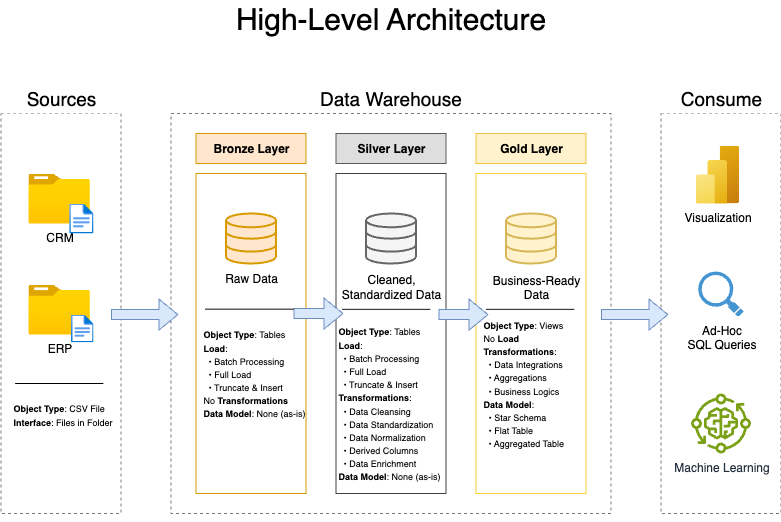 High-Level Architecture
Sources
CRM
ERP
Object Type: CSV File
Interface: Files in Folder
Data Warehouse
Bronze Layer
Raw Data
Object Type: Tables
Load:
• Batch Processing
• Full Load
• Truncate & Insert
No Transformations
Data Model: None (as-is)
Silver Layer
Cleaned,
Standardized Data
Object Type: Tables
Load:
• Batch Processing
• Full Load
• Truncate & Insert
Transformations:
• Data Cleansing
• Data Standardization
• Data Normalization
• Derived Columns
• Data Enrichment
Data Model: None (as-is)
Gold Layer
Business-Ready
Data
Object Type: Views
No Load
Transformations:
• Data Integrations
• Aggregations
• Business Logics
Data Model:
• Star Schema
• Flat Table
• Aggregated Table
Consume
Visualization
Ad-Hoc
SQL Queries
Machine Learning